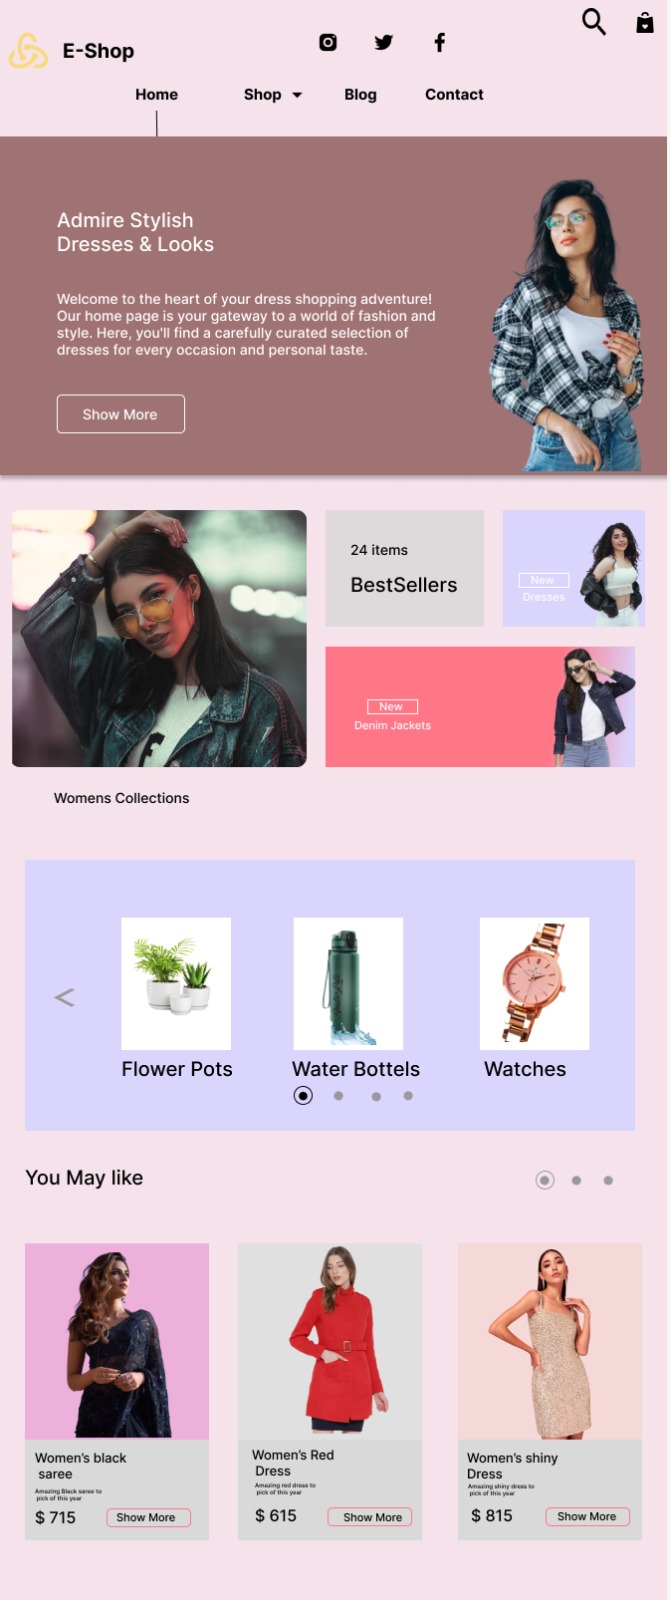 E-Shop
Home Shop Blog Contact
Admire Stylish
Dresses & Looks
Welcome to the heart of your dress shopping adventure!
Our home page is your gateway to a world of fashion and
style. Here, you'll find a carefully curated selection of
dresses for every occasion and personal taste.
Show More
24 items
BestSellers
New
Dresses
New
Denim Jackets
Womens Collections
<
Flower Pots
Water Bottels
Watches
You May like
Women's black
saree
Amazing Black saree to
pick of this year
$ 715
Show More
Women's Red
Dress
Amazing red dress to
pick of this year
$ 615
Show More
Women's shiny
Dress
Amazing shiny dress to
pick of this year
$ 815
Show More